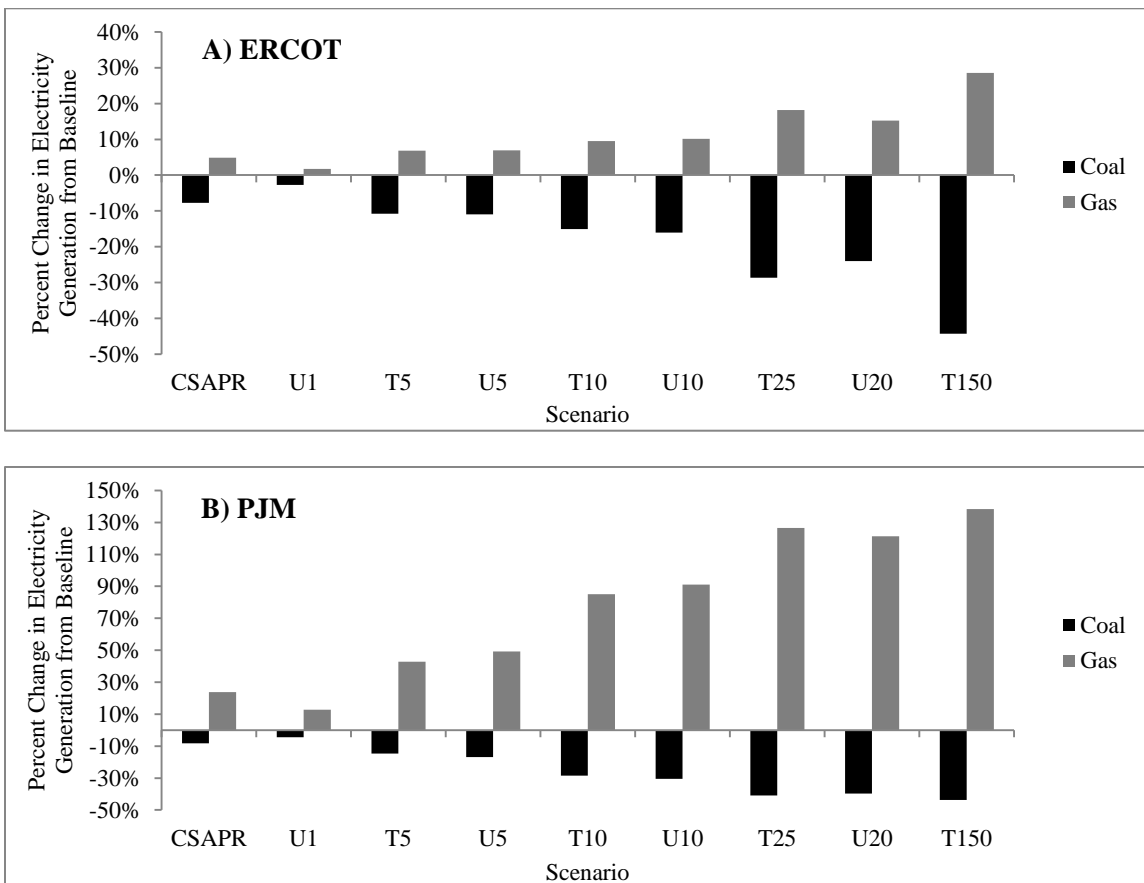 A) ERCOT
Percent Change in Electricity
Generation from Baseline
40%
30%
20%
10%
0%
-10%
-20%
-30%
-40%
-50%
CSAPR U1 T5 U5 T10 U10 T25 U20 T150
Scenario
Coal
Gas
B) PJM
Percent Change in Electricity
Generation from Baseline
150%
130%
110%
90%
70%
50%
30%
10%
-10%
-30%
-50%
CSAPR U1 T5 U5 T10 U10 T25 U20 T150
Scenario
Coal
Gas